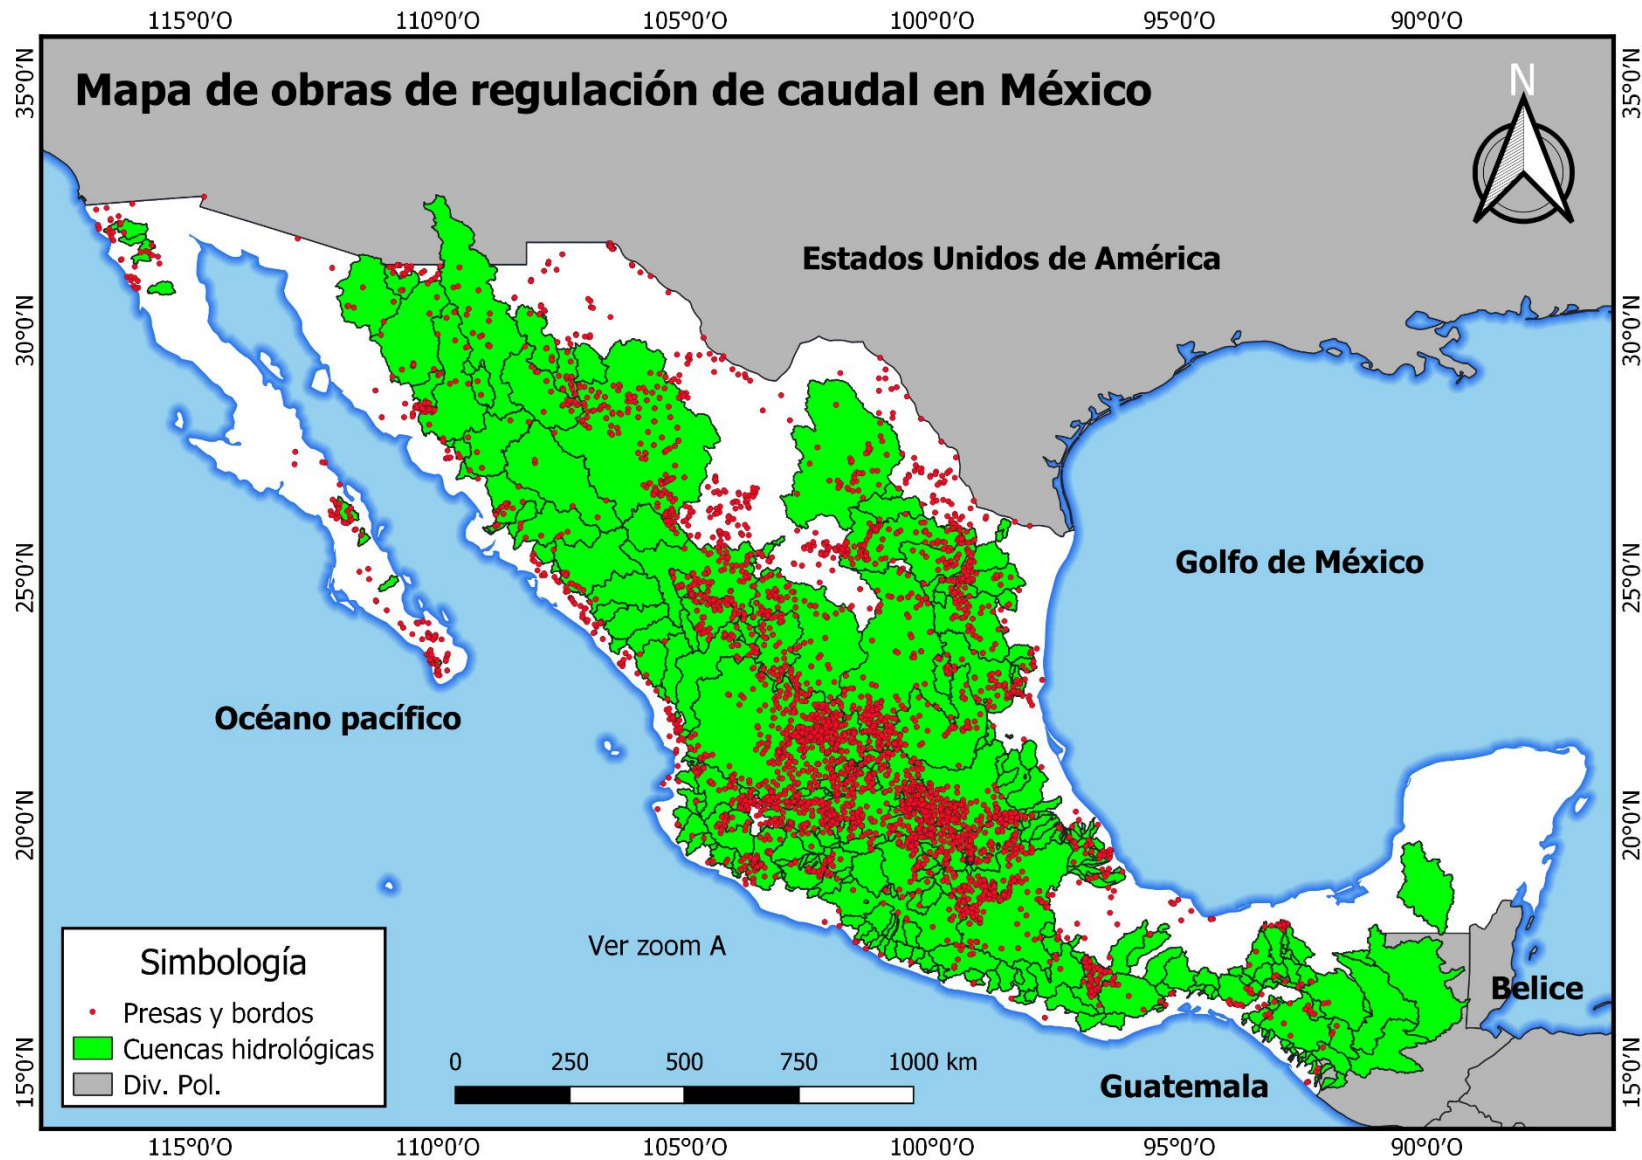 115°0'O 110°0'O 105°0'O 100°0'O 95°0'O 90°0'O
35°0'N
35°0'N
Mapa de obras de regulación de caudal en México
N
Estados Unidos de América
30°0'N
30°0'N
Golfo de México
25°0'N
25°0'N
Océano pacífico
20°0'N
20°0'N
Ver zoom A
Belice
Simbología
Presas y bordos
Cuencas hidrológicas
Div. Pol.
0 250 500 750 1000 km
Guatemala
15°0'N
15°0'N
115°0'O 110°0'O 105°0'O 100°0'O 95°0'O 90°0'O